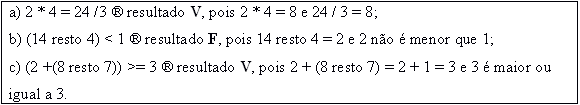 a) 2 * 4 = 24 /3 ® resultado V, pois 2 * 4 = 8 e 24 / 3 = 8;
b) (14 resto 4) < 1 ® resultado F, pois 14 resto 4 = 2 e 2 não é menor que 1;
c) (2 +(8 resto 7)) >= 3 ® resultado V, pois 2 + (8 resto 7) = 2 + 1 = 3 e 3 é maior ou
igual a 3.